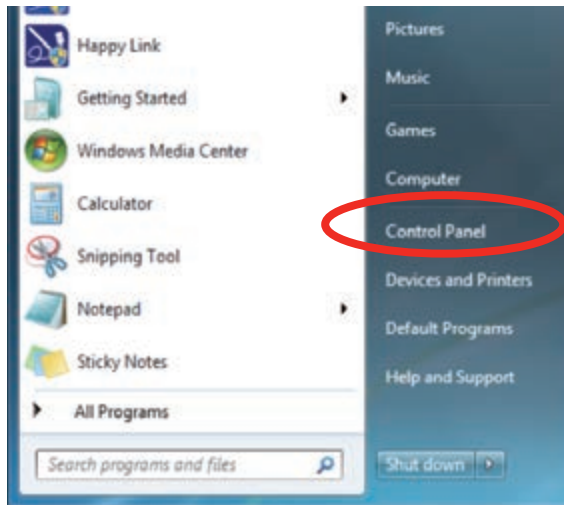 Happy Link
Getting Started
Windows Media Center
Calculator
Snipping Tool
Notepad
Sticky Notes
All Programs
Search programs and files
Pictures
Music
Games
Computer
Control Panel
Devices and Printers
Default Programs
Help and Support
Shut down